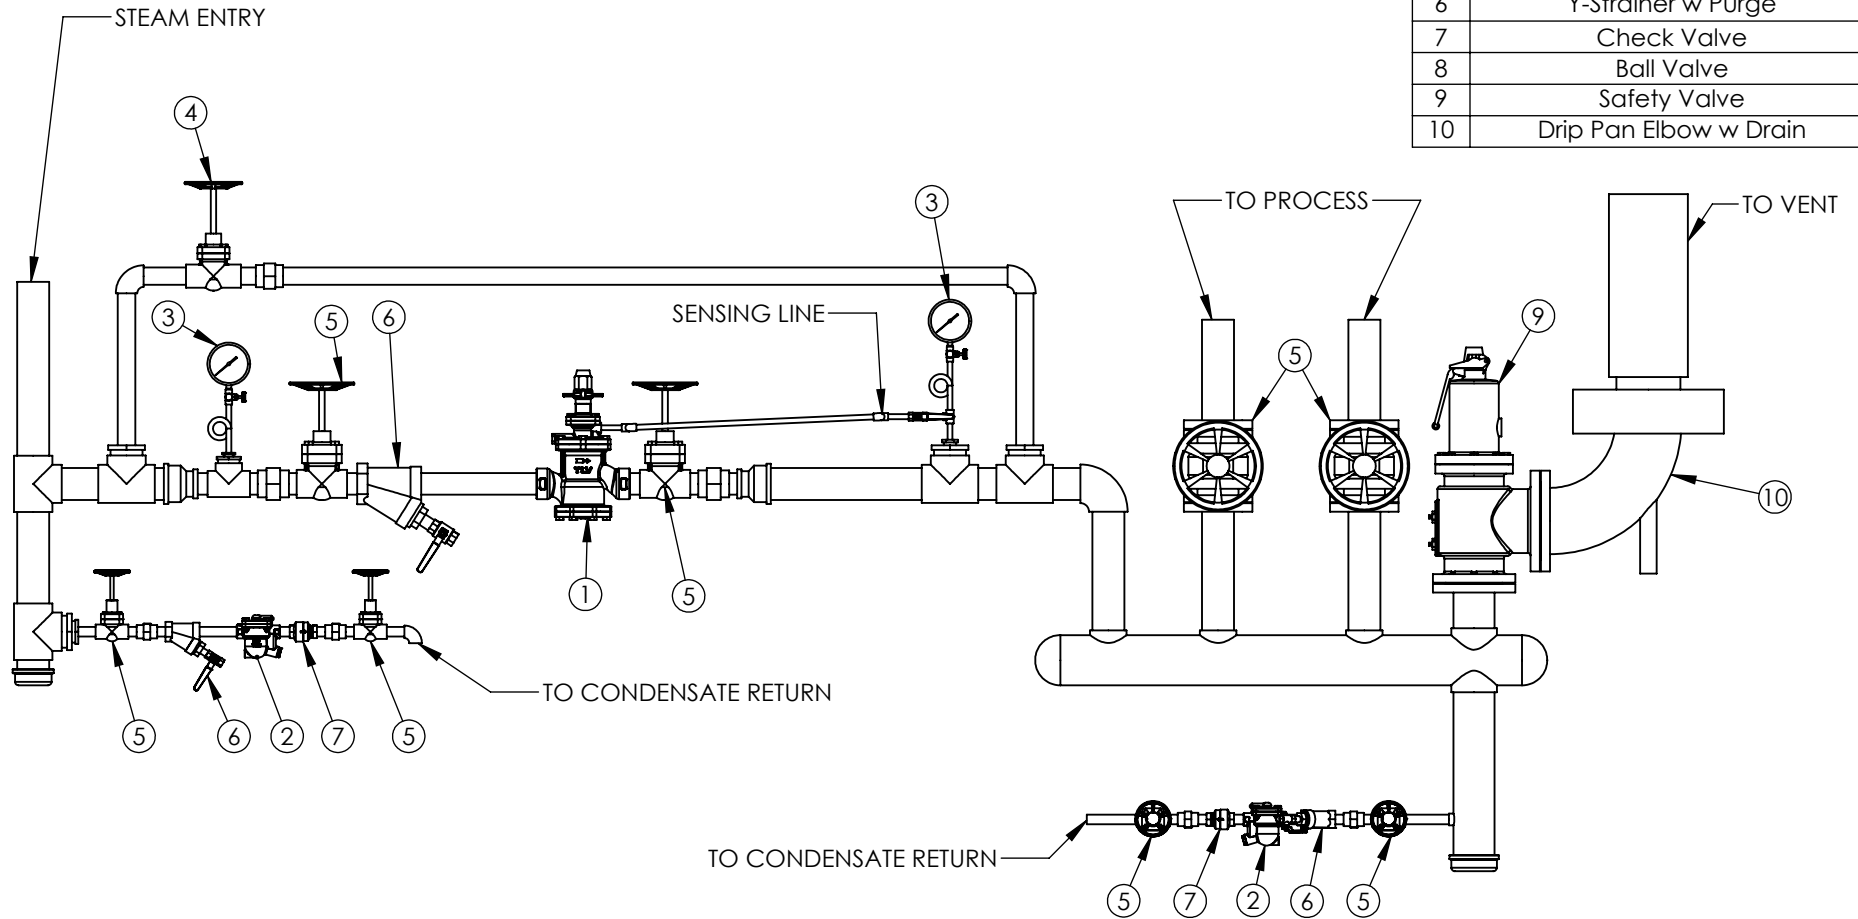 STEAM ENTRY
6 Y-Strainer w Purge
7 Check Valve
8 Ball Valve
9 Safety Valve
10 Drip Pan Elbow w Drain
4
3
TO PROCESS
TO VENT
3
5
6
SENSING LINE
5
9
10
1
5
TO CONDENSATE RETURN
5
6
2
7
5
TO CONDENSATE RETURN
5
7
2
6
5
TLV